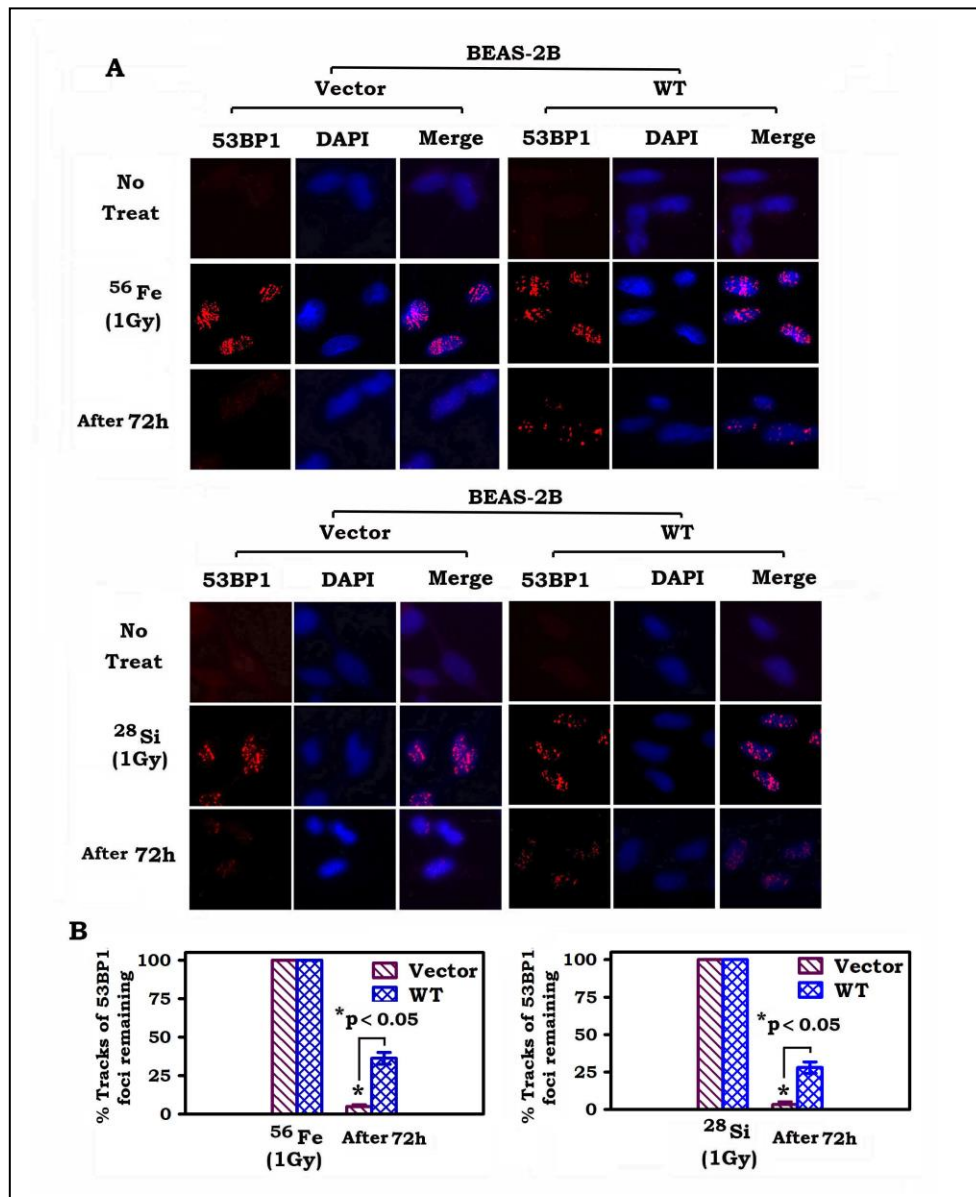 A
BEAS-2B
Vector WT
53BP1 DAPI Merge 53BP1 DAPI Merge
No
Treat
56 Fe
(1Gy)
After 72h
BEAS-2B
Vector WT
53BP1 DAPI Merge 53BP1 DAPI Merge
No
Treat
28 Si
(1Gy)
After 72h
B
% Tracks of 53BP1
foci remaining
100
75
50
25
0
Vector
WT
*p < 0.05
*
56 Fe
(1Gy)
After 72h
% Tracks of 53BP1
foci remaining
100
75
50
25
0
Vector
WT
*p < 0.05
*
28 Si
(1Gy)
After 72h